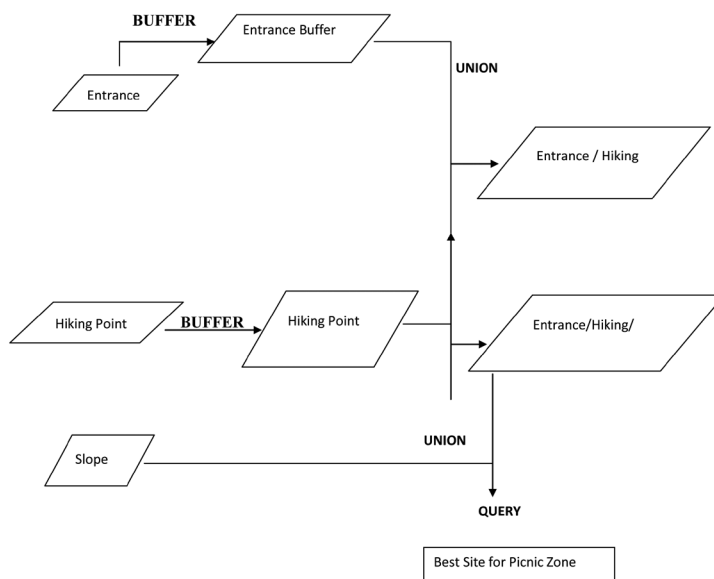 BUFFER
Entrance Buffer
UNION
Entrance
Entrance / Hiking
Hiking Point
BUFFER
Hiking Point
Entrance/Hiking/
UNION
Slope
QUERY
Best Site for Picnic Zone